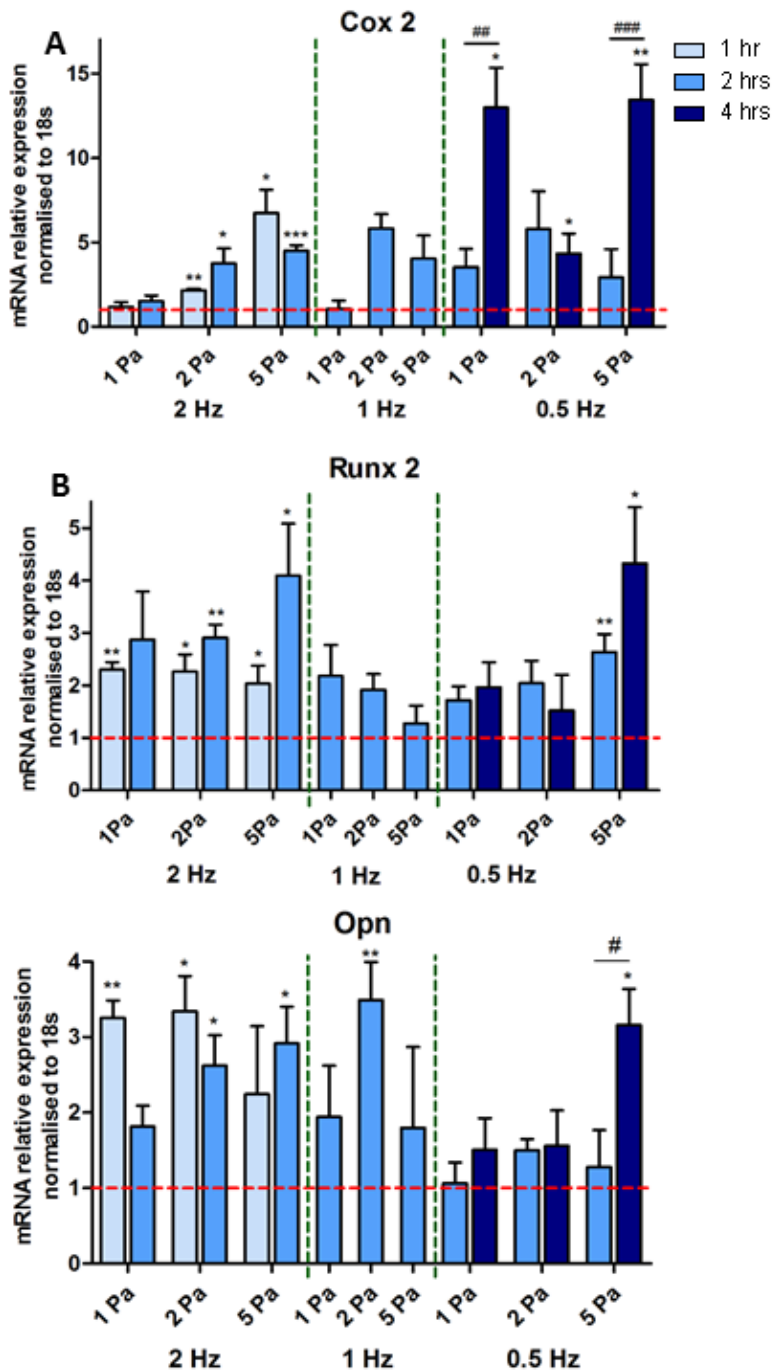 A
Cox 2
1 hr
2 hrs
4 hrs
mRNA relative expression
normalised to 18s
15
10
5
0
* ** * *** ## * * ### **
1 Pa 2 Pa 5 Pa 1 Pa 2 Pa 5 Pa 1 Pa 2 Pa 5 Pa
2 Hz 1 Hz 0.5 Hz
B
Runx 2
mRNA relative expression
normalised to 18s
5
4
3
2
1
0
** * ** * * ** *
1Pa 2Pa 5Pa 1Pa 2Pa 5Pa 1Pa 2Pa 5Pa
2 Hz 1 Hz 0.5 Hz
Opn
mRNA relative expression
normalised to 18s
4
3
2
1
0
** * * * ** # *
1 Pa 2 Pa 5 Pa 1 Pa 2 Pa 5 Pa 1 Pa 2 Pa 5 Pa
2 Hz 1 Hz 0.5 Hz